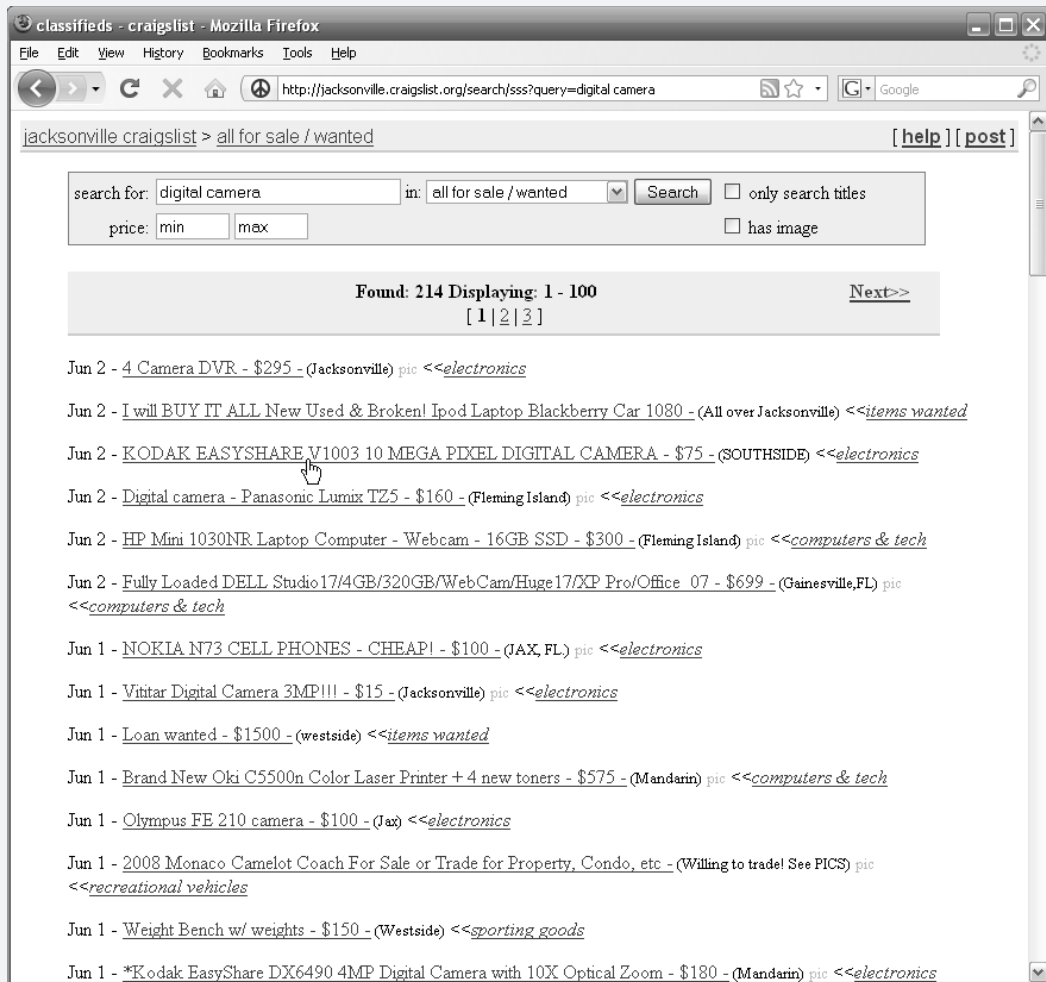 classifieds - craigslist - Mozilla Firefox
File Edit View History Bookmarks Tools Help
http://jacksonville.craigslist.org/search/sss?query=digital camera G Google
jacksonville craigslist > all for sale / wanted [ help ] [ post ]
search for: digital camera in: all for sale / wanted Search only search titles
price: min max has image
Found: 214 Displaying: 1 - 100 Next>>
[ 1 | 2 | 3 ]
Jun 2 - 4 Camera DVR - $295 - (Jacksonville) pic <<electronics
Jun 2 - I will BUY IT ALL New Used & Broken! Ipod Laptop Blackberry Car 1080 - (All over Jacksonville) <<items wanted
Jun 2 - KODAK EASYSHARE V1003 10 MEGA PIXEL DIGITAL CAMERA - $75 - (SOUTHSIDE) <<electronics
Jun 2 - Digital camera - Panasonic Lumix TZ5 - $160 - (Fleming Island) pic <<electronics
Jun 2 - HP Mini 1030NR Laptop Computer - Webcam - 16GB SSD - $300 - (Fleming Island) pic <<computers & tech
Jun 2 - Fully Loaded DELL Studio17/4GB/320GB/WebCam/Huge17/XP Pro/Office_07 - $699 - (Gainesville,FL) pic
<<computers & tech
Jun 1 - NOKIA N73 CELL PHONES - CHEAP! - $100 - (JAX, FL.) pic <<electronics
Jun 1 - Vititar Digital Camera 3MP!!! - $15 - (Jacksonville) pic <<electronics
Jun 1 - Loan wanted - $1500 - (westside) <<items wanted
Jun 1 - Brand New Oki C5500n Color Laser Printer + 4 new toners - $575 - (Mandarin) pic <<computers & tech
Jun 1 - Olympus FE 210 camera - $100 - (Jax) <<electronics
Jun 1 - 2008 Monaco Camelot Coach For Sale or Trade for Property, Condo, etc - (Willing to trade! See PICS) pic
<<recreational vehicles
Jun 1 - Weight Bench w/ weights - $150 - (Westside) <<sporting goods
Jun 1 - *Kodak EasyShare DX6490 4MP Digital Camera with 10X Optical Zoom - $180 - (Mandarin) pic <<electronics